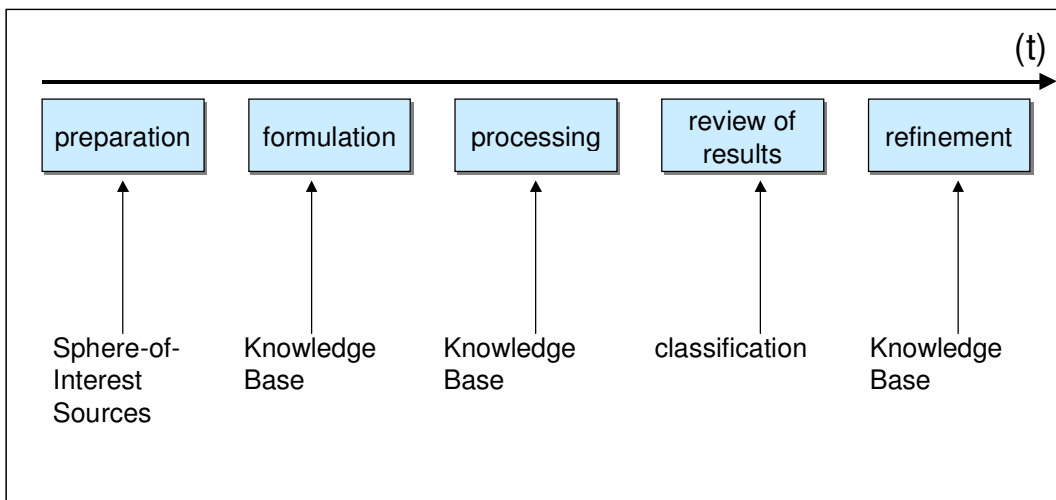 (t)
preparation
formulation
processing
review of
results
refinement
Sphere-of-
Interest
Sources
Knowledge
Base
Knowledge
Base
classification
Knowledge
Base